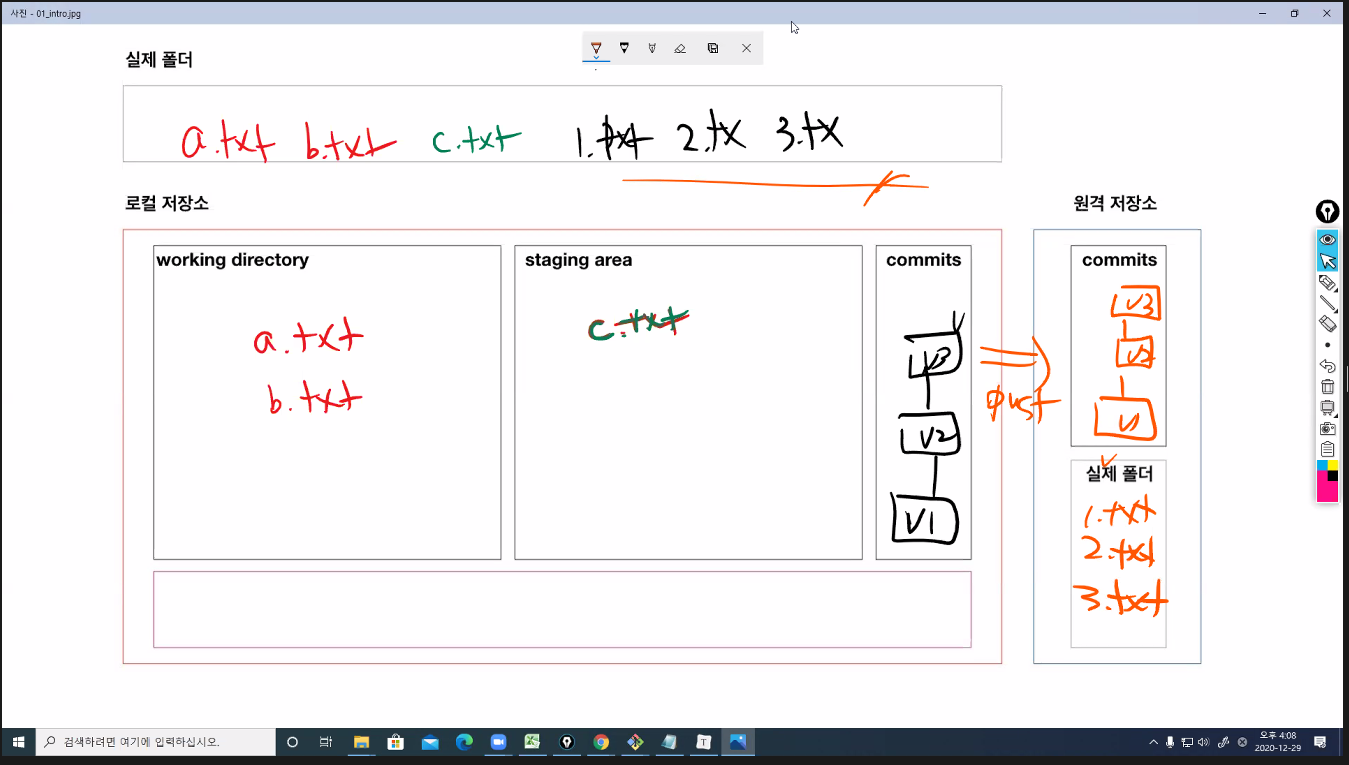 사진 - 01_intro.jpg
실제 폴더
a.txt b.txt c.txt 1.txt 2.tx 3.tx
로컬 저장소
원격 저장소
working directory
a.txt
b.txt
staging area
c.txt
commits
V3
V2
V1
push
commits
V3
V2
V1
실제 폴더
1.txt
2.txt
3.txt
검색하려면 여기에 입력하십시오.
오후 4:08
2020-12-29